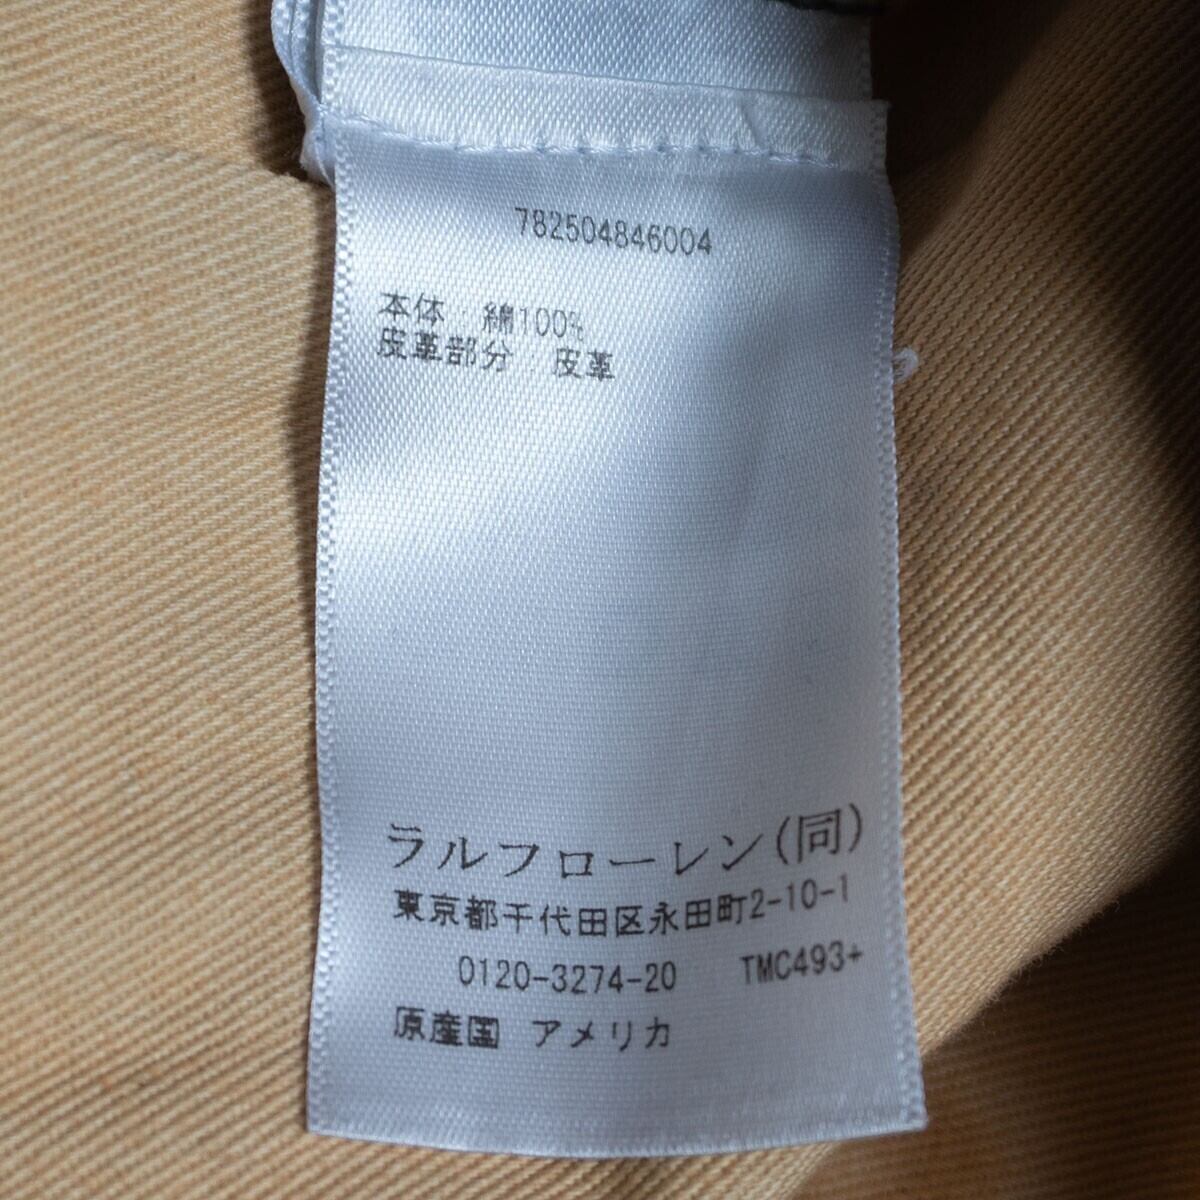 782504846004
本体 綿100%
皮革部分 皮革
ラルフローレン(同)
東京都千代田区永田町2-10-1
0120-3274-20 TMC493+
原産国 アメリカ